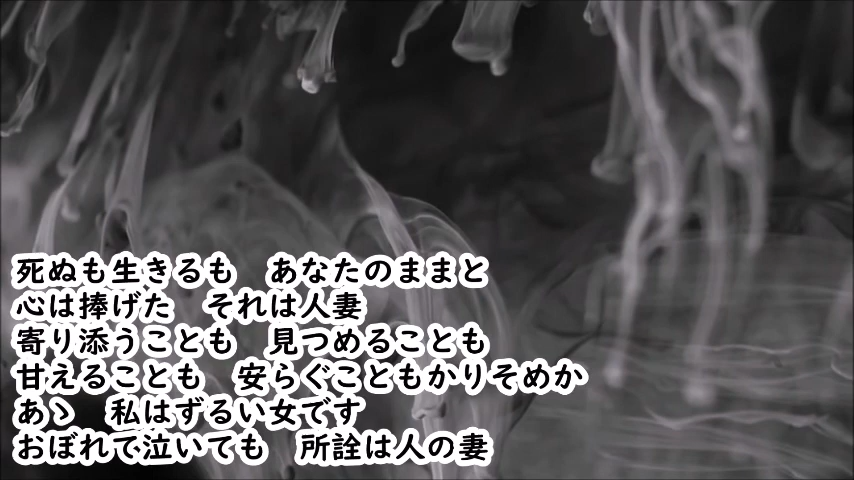 死ぬも生きるも　あなたのままと
心は捧げた　それは人妻
寄り添うことも　見つめることも
甘えることも　安らぐこともかりそめか
あゝ　私はずるい女です
おぼれて泣いても　所詮は人の妻